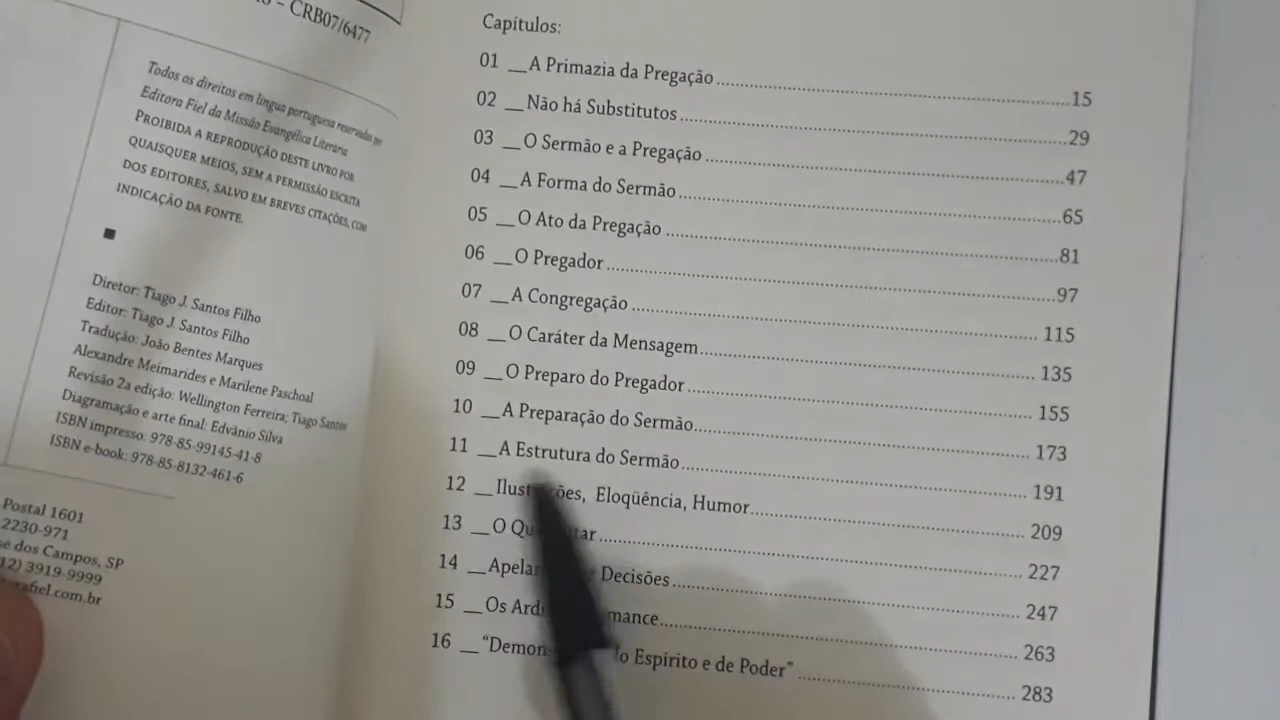 – CRB07/6477
Todos os direitos em língua portuguesa reservados por
Editora Fiel da Missão Evangélica Literária
PROIBIDA A REPRODUÇÃO DESTE LIVRO POR
QUAISQUER MEIOS, SEM A PERMISSÃO ESCRITA
DOS EDITORES, SALVO EM BREVES CITAÇÕES, COM
INDICAÇÃO DA FONTE.
Diretor: Tiago J. Santos Filho
Editor: Tiago J. Santos Filho
Tradução: João Bentes Marques
Alexandre Meimarides e Marilene Paschoal
Revisão 2a edição: Wellington Ferreira; Tiago Santos
Diagramação e arte final: Edvânio Silva
ISBN impresso: 978-85-99145-41-8
ISBN e-book: 978-85-8132-461-6
Postal 1601
2230-971
dos Campos, SP
12) 3919-9999
rafiel.com.br
Capítulos:
01 __A Primazia da Pregação 15
02 __Não há Substitutos 29
03 __O Sermão e a Pregação 47
04 __A Forma do Sermão 65
05 __O Ato da Pregação 81
06 __O Pregador 97
07 __A Congregação 115
08 __O Caráter da Mensagem 135
09 __O Preparo do Pregador 155
10 __A Preparação do Sermão 173
11 __A Estrutura do Sermão 191
12 __Ilustrações, Eloqüência, Humor 209
13 __O 227
14 __ Decisões 247
15 __Os 263
16 __ Espírito e de Poder” 283